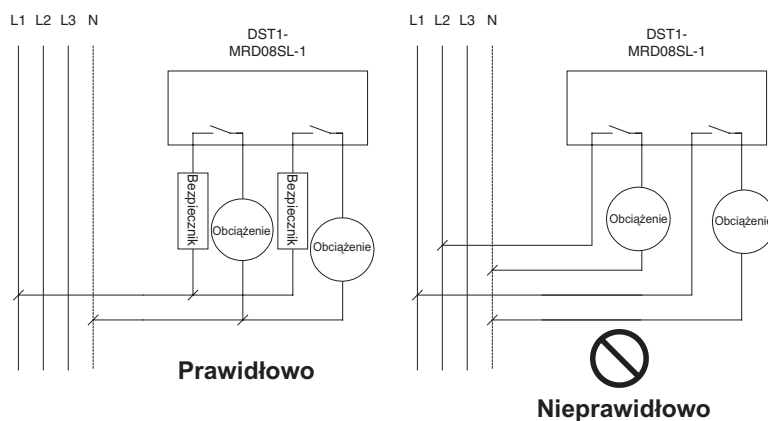 L1 L2 L3 N
DST1-
MRD08SL-1
Bezpiecznik
Obciążenie
Bezpiecznik
Obciążenie
Prawidłowo
L1 L2 L3 N
DST1-
MRD08SL-1
Obciążenie
Obciążenie
Nieprawidłowo